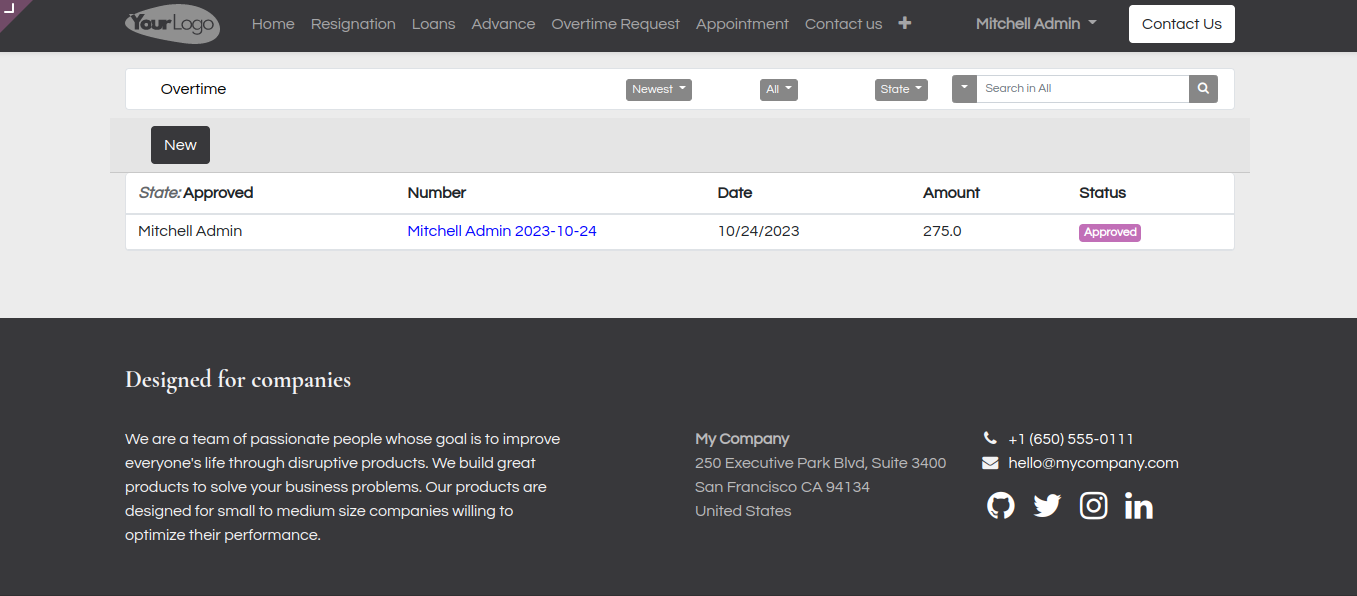 YourLogo Home Resignation Loans Advance Overtime Request Appointment Contact us Mitchell Admin Contact Us
Overtime Newest All State Search in All
New
State: Approved Number Date Amount Status
Mitchell Admin Mitchell Admin 2023-10-24 10/24/2023 275.0 Approved
Designed for companies
We are a team of passionate people whose goal is to improve
everyone's life through disruptive products. We build great
products to solve your business problems. Our products are
designed for small to medium size companies willing to
optimize their performance.
My Company
250 Executive Park Blvd, Suite 3400
San Francisco CA 94134
United States
+1 (650) 555-0111
hello@mycompany.com